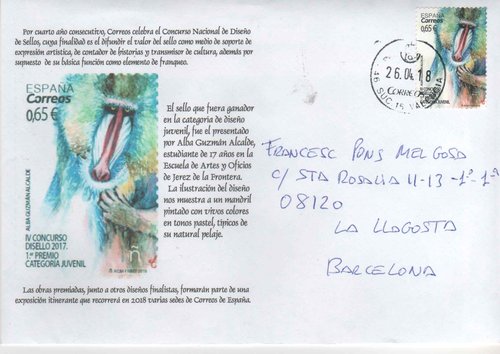 Por cuarto año consecutivo, Correos celebra el Concurso Nacional de Diseño
de Sellos, cuya finalidad es el difundir el valor del sello como medio de soporte de
expresión artística, de contador de historias y transmisor de cultura, además por
supuesto de su básica función como elemento de franqueo.
ESPAÑA
Correos
0,65 €
ALBA GUZMÁN ALCALDE
IV CONCURSO
DISELLO 2017.
1.er PREMIO
CATEGORÍA JUVENIL
El sello que fuera ganador
en la categoría de diseño
juvenil, fue el presentado
por Alba Guzmán Alcalde,
estudiante de 17 años en la
Escuela de Artes y Oficios
de Jerez de la Frontera.
La ilustración del diseño
nos muestra a un mandril
pintado con vivos colores
en tonos pastel, típicos de
su natural pelaje.
Las obras premiadas, junto a otros diseños finalistas, formarán parte de una
exposición itinerante que recorrerá en 2018 varias sedes de Correos de España.
ESPAÑA
Correos
0,65 €
26.04.18
CORREOS
FRANCESC PONS MELGOSA
C/ STA ROSALIA 11-13-1º-1ª
08120
LA LLAGOSTA
BARCELONA